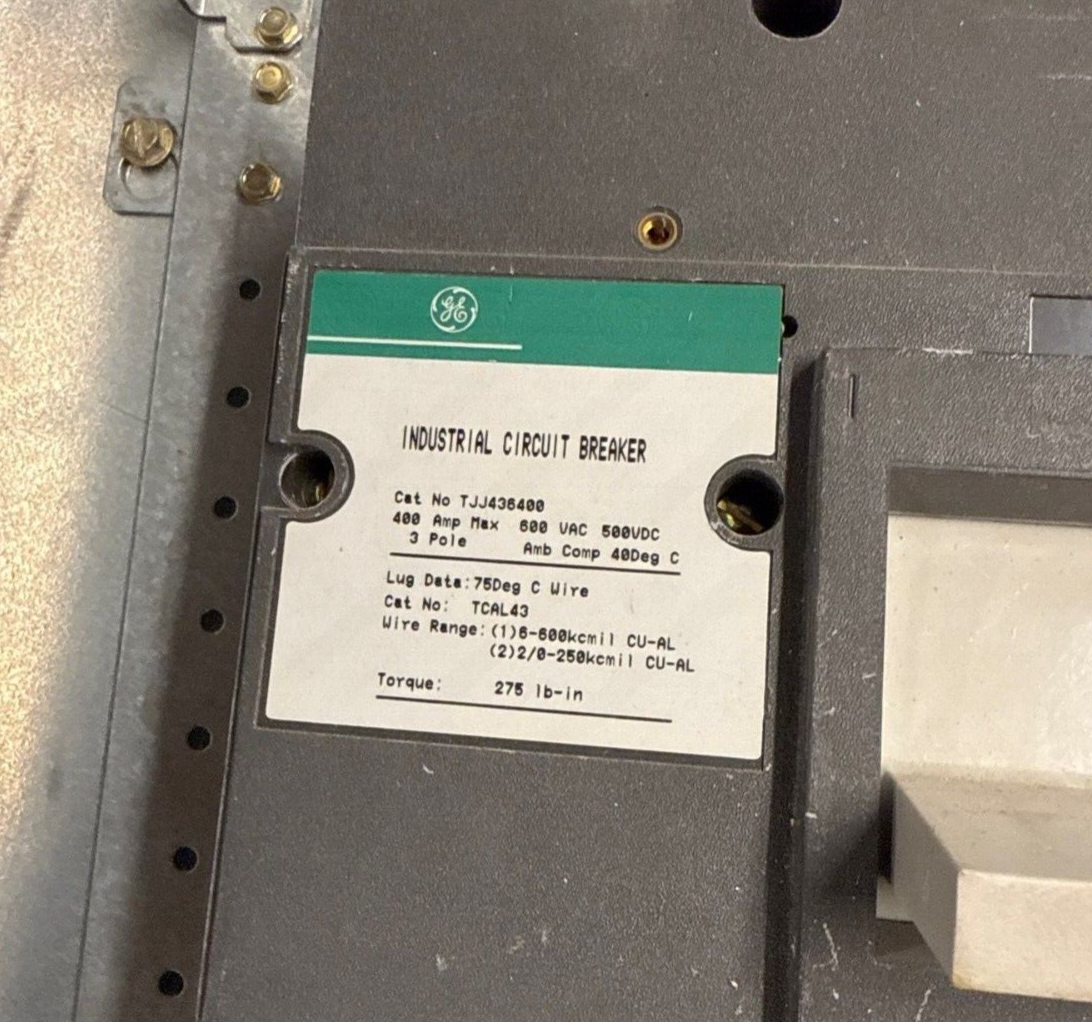 GE
INDUSTRIAL CIRCUIT BREAKER
Cat No TJJ436400
400 Amp Max 600 VAC 500VDC
3 Pole Amb Comp 40Deg C
Lug Data:75Deg C Wire
Cat No: TCAL43
Wire Range:(1)6-600kcmil CU-AL
(2)2/0-250kcmil CU-AL
Torque: 275 lb-in